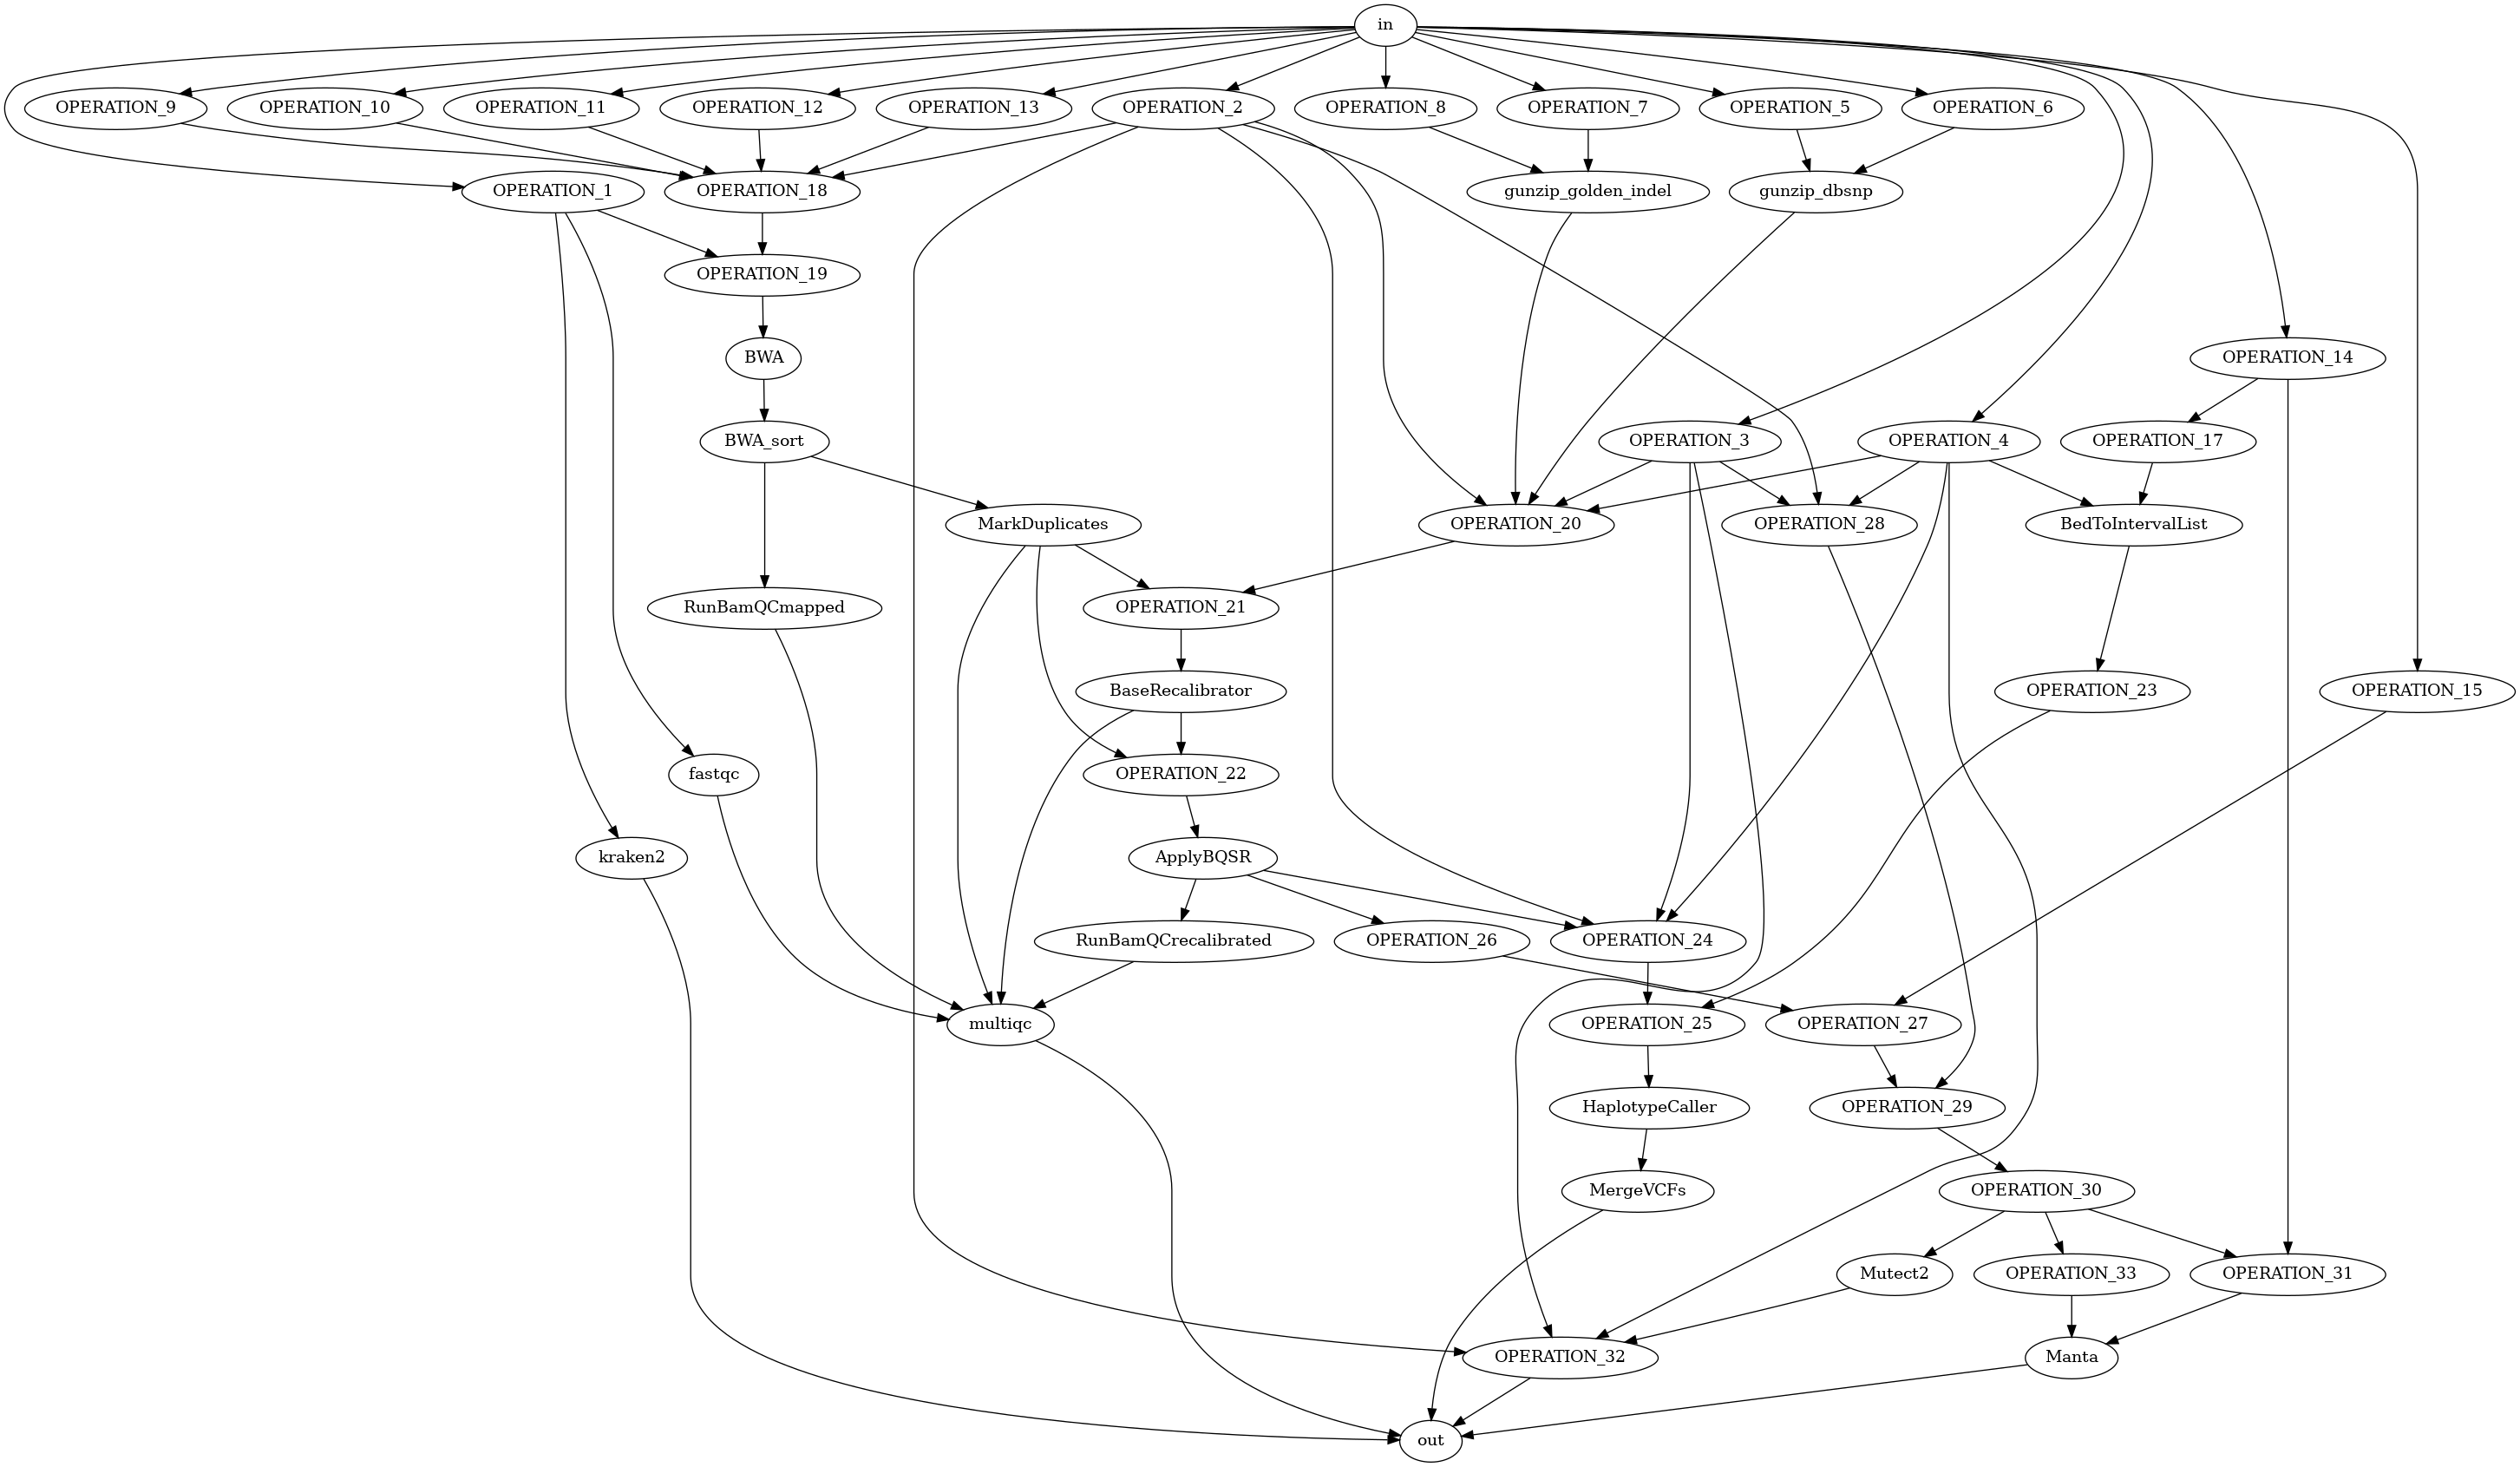 in
OPERATION_9
OPERATION_10
OPERATION_11
OPERATION_12
OPERATION_13
OPERATION_2
OPERATION_8
OPERATION_7
OPERATION_5
OPERATION_6
OPERATION_1
OPERATION_18
gunzip_golden_indel
gunzip_dbsnp
OPERATION_19
BWA
OPERATION_14
BWA_sort
OPERATION_3
OPERATION_4
OPERATION_17
MarkDuplicates
OPERATION_20
OPERATION_28
BedToIntervalList
RunBamQCmapped
OPERATION_21
BaseRecalibrator
OPERATION_23
OPERATION_15
fastqc
OPERATION_22
kraken2
ApplyBQSR
RunBamQCrecalibrated
OPERATION_26
OPERATION_24
multiqc
OPERATION_25
OPERATION_27
HaplotypeCaller
OPERATION_29
MergeVCFs
OPERATION_30
Mutect2
OPERATION_33
OPERATION_31
OPERATION_32
Manta
out